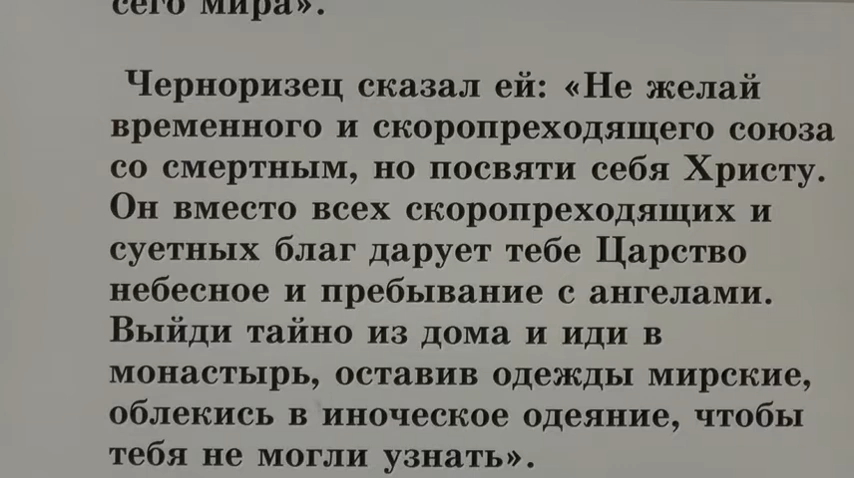 сего мира».
Черноризец сказал ей: «Не желай
временного и скоропреходящего союза
со смертным, но посвяти себя Христу.
Он вместо всех скоропреходящих и
суетных благ дарует тебе Царство
небесное и пребывание с ангелами.
Выйди тайно из дома и иди в
монастырь, оставив одежды мирские,
облекись в иноческое одеяние, чтобы
тебя не могли узнать».